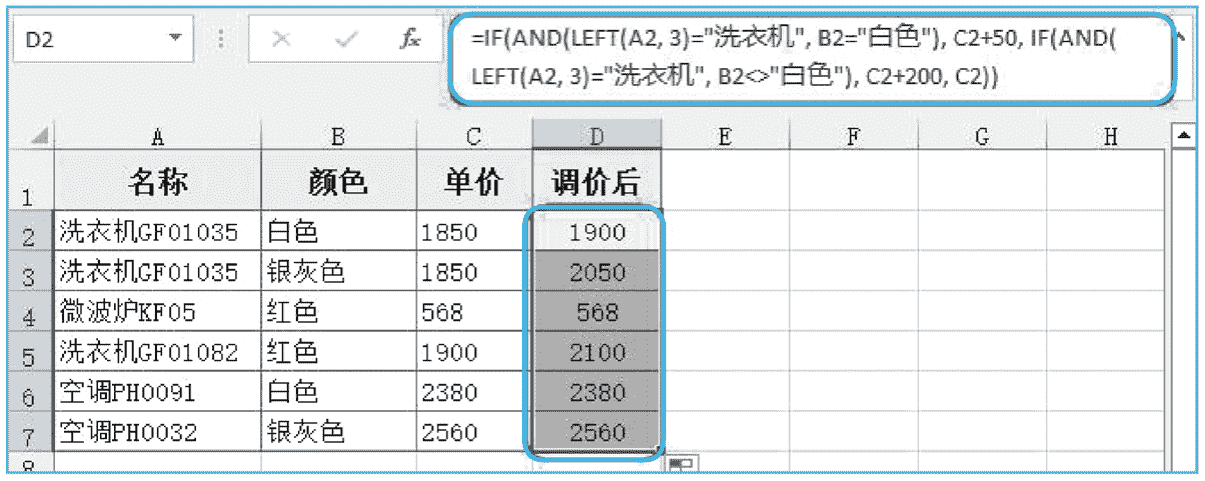 D2 fx =IF(AND(LEFT(A2, 3)="洗衣机", B2="白色"), C2+50, IF(AND(
LEFT(A2, 3)="洗衣机", B2<>"白色"), C2+200, C2))
A B C D E F G H
1 名称 颜色 单价 调价后
2 洗衣机GF01035 白色 1850 1900
3 洗衣机GF01035 银灰色 1850 2050
4 微波炉KF05 红色 568 568
5 洗衣机GF01082 红色 1900 2100
6 空调PH0091 白色 2380 2380
7 空调PH0032 银灰色 2560 2560
8